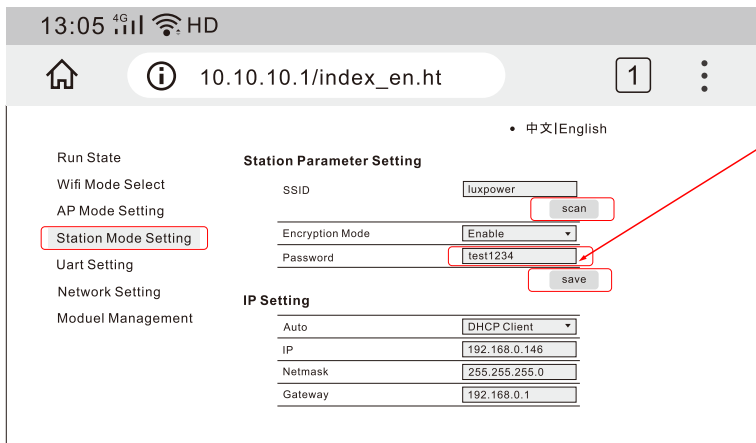 13:05 4G HD
10.10.10.1/index_en.ht
1
中文|English
Run State
Wifi Mode Select
AP Mode Setting
Station Mode Setting
Uart Setting
Network Setting
Moduel Management
Station Parameter Setting
SSID luxpower
scan
Encryption Mode Enable
Password test1234
save
IP Setting
Auto DHCP Client
IP 192.168.0.146
Netmask 255.255.255.0
Gateway 192.168.0.1